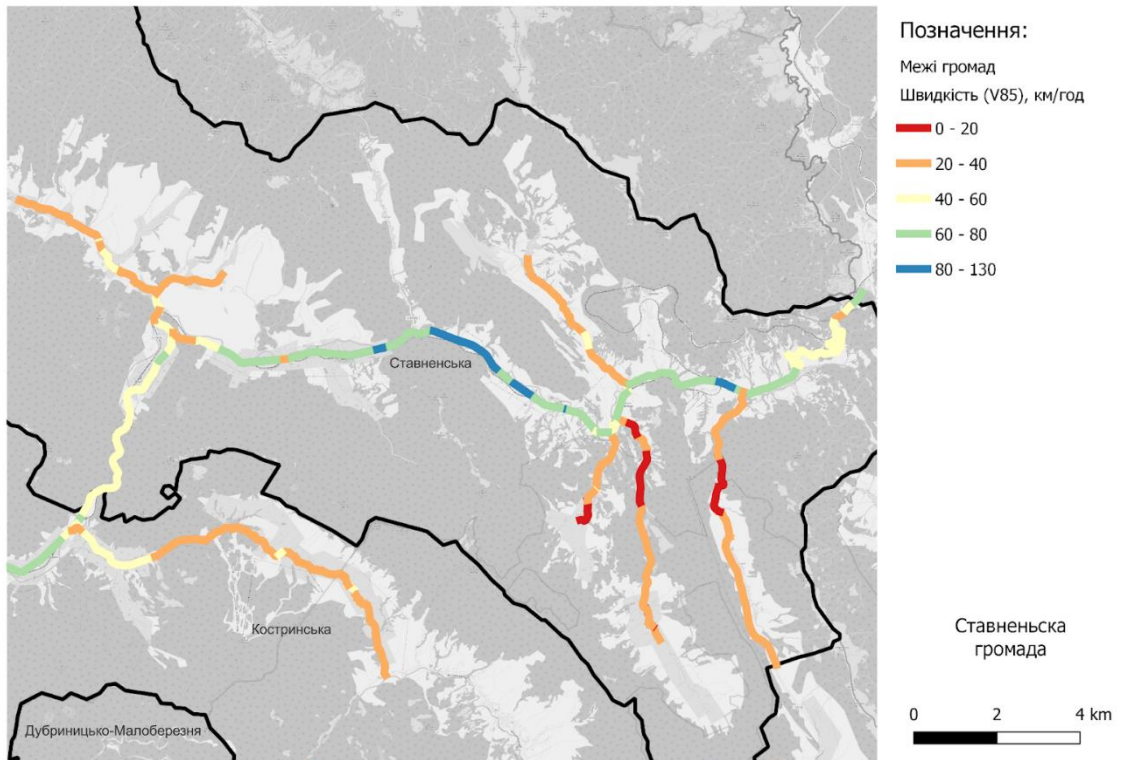 Позначення:
Межі громад
Швидкість (V85), км/год
0 - 20
20 - 40
40 - 60
60 - 80
80 - 130
Ставненська
Костринська
Дубриницько-Малоберезня
Ставненьска
громада
0 2 4 km